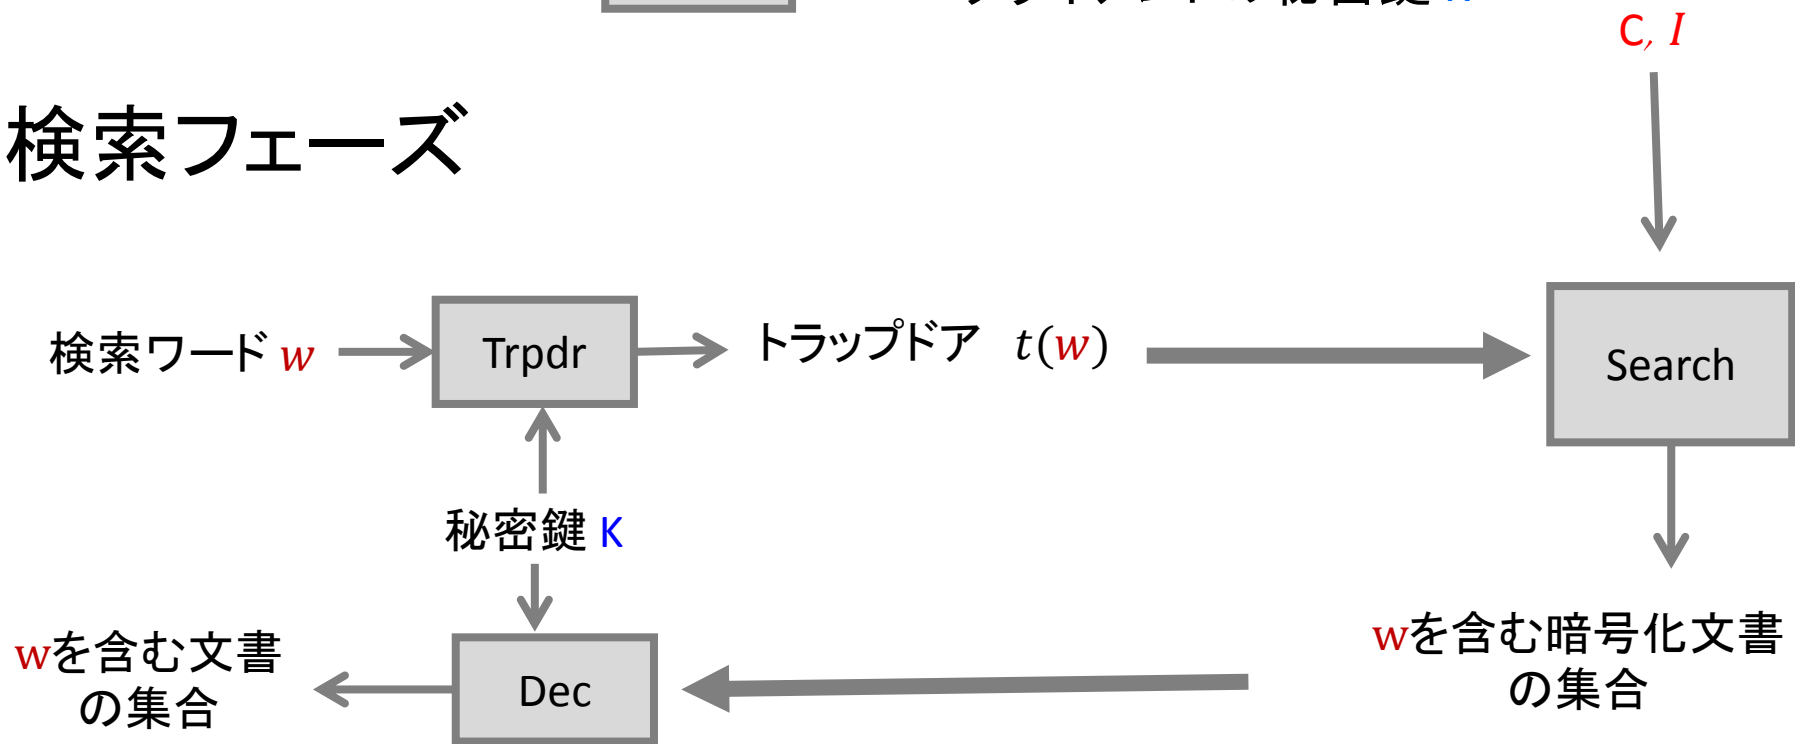 C, I
検索フェーズ
検索ワード w
Trpdr
トラップドア t(w)
Search
秘密鍵 K
wを含む文書
の集合
Dec
wを含む暗号化文書
の集合